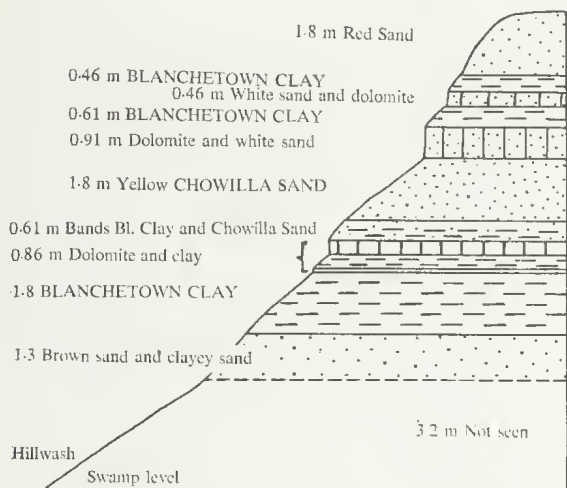 1·8 m Red Sand
0·46 m BLANCHETOWN CLAY
0·46 m White sand and dolomite
0·61 m BLANCHETOWN CLAY
0·91 m Dolomite and white sand
1·8 m Yellow CHOWILLA SAND
0·61 m Bands Bl. Clay and Chowilla Sand
0·86 m Dolomite and clay
1·8 BLANCHETOWN CLAY
1·3 Brown sand and clayey sand
3·2 m Not seen
Hillwash
Swamp level